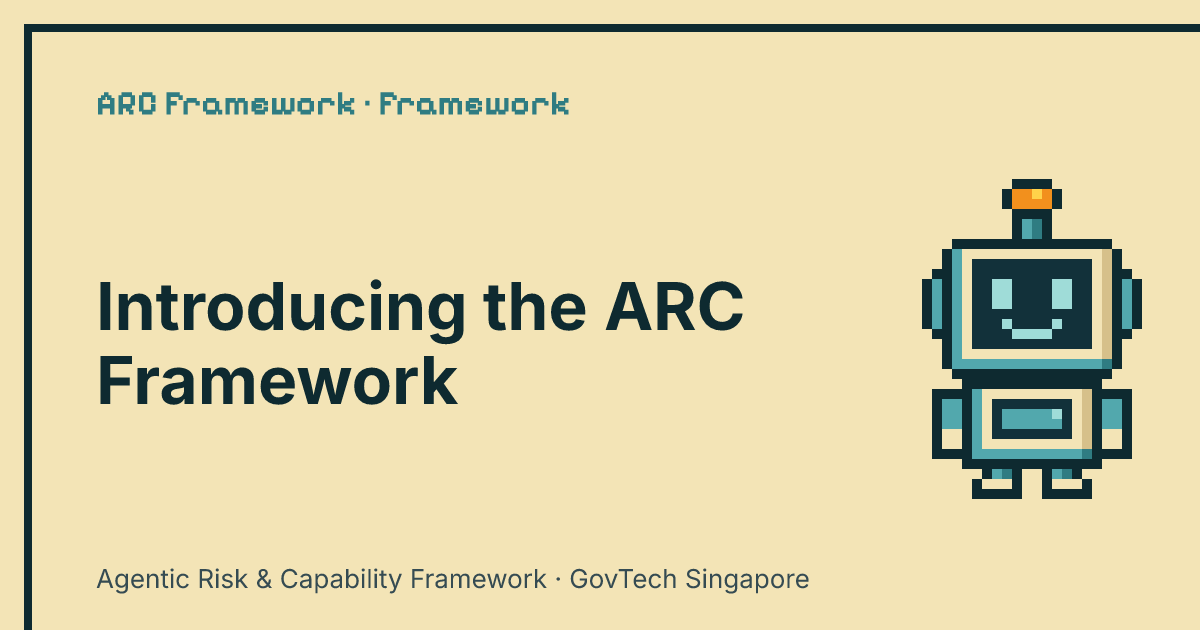 ARC Framework · Framework
Introducing the ARC
Framework
Agentic Risk & Capability Framework · GovTech Singapore